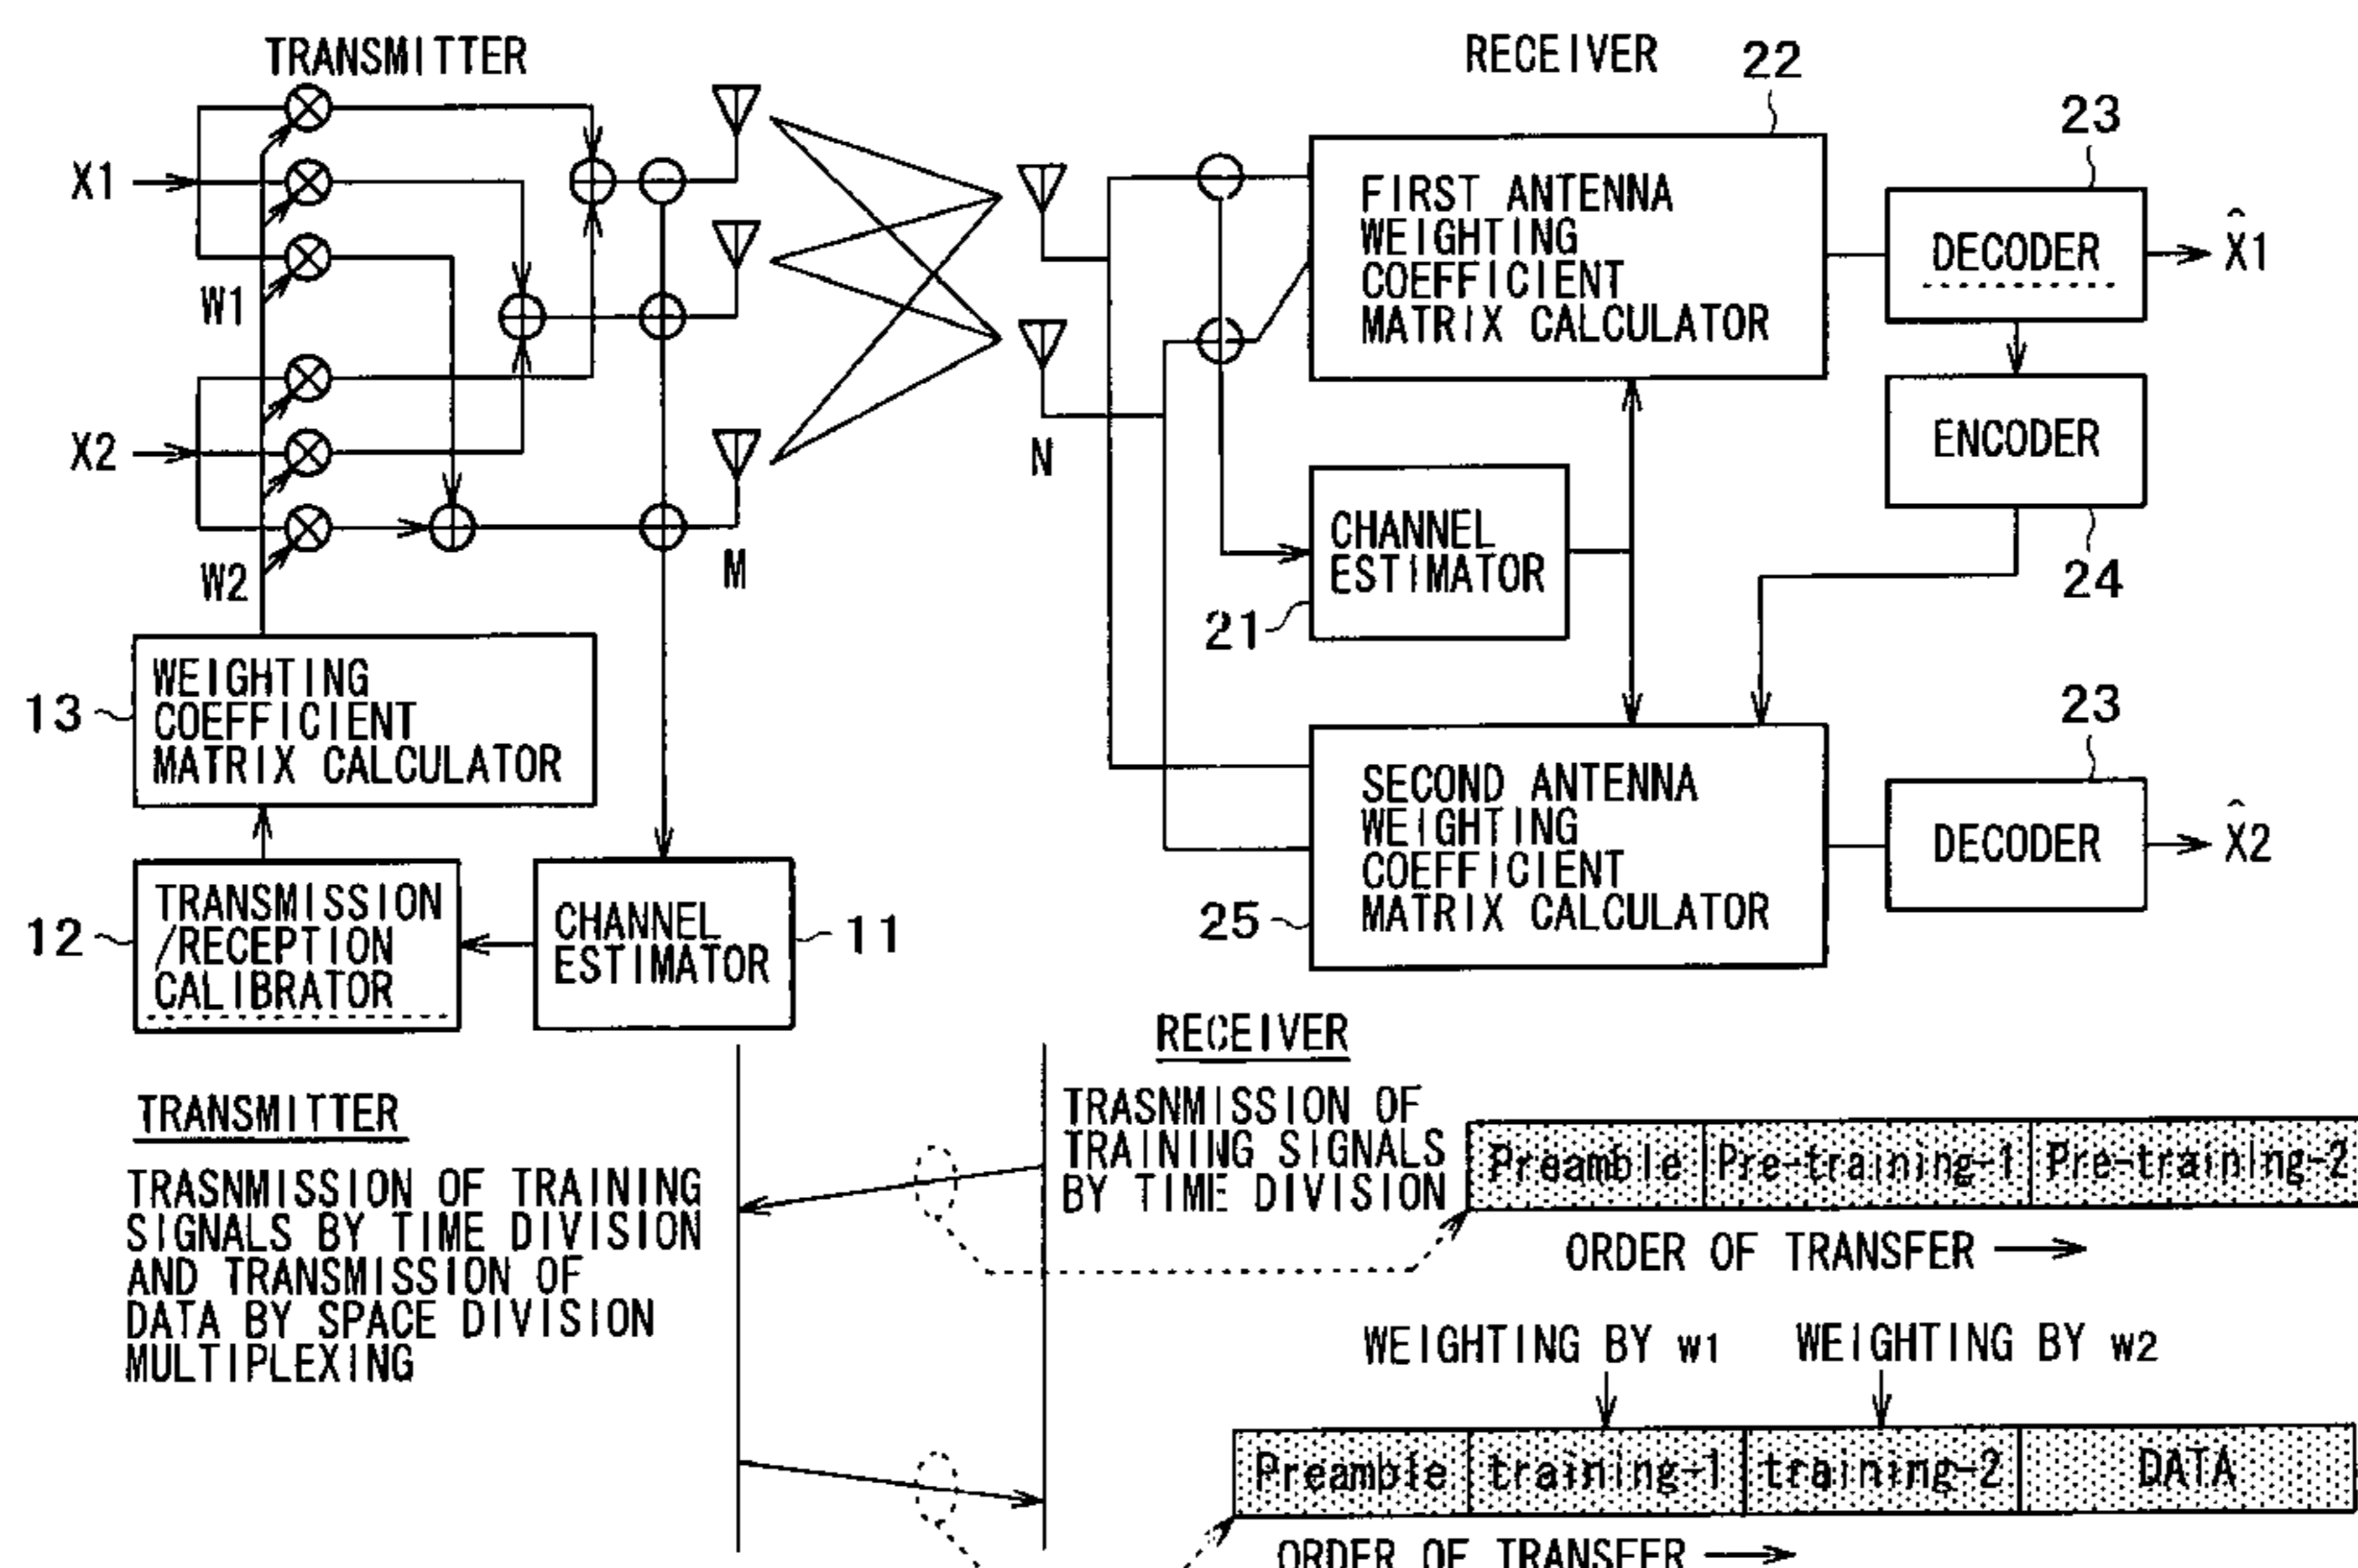 TRANSMITTER
RECEIVER
22
23
X1
W1
X2
W2
M
N
FIRST ANTENNA
WEIGHTING
COEFFICIENT
MATRIX CALCULATOR
DECODER
X̂1
ENCODER
24
CHANNEL
ESTIMATOR
21
13
WEIGHTING
COEFFICIENT
MATRIX CALCULATOR
12
TRANSMISSION
/RECEPTION
CALIBRATOR
CHANNEL
ESTIMATOR
11
SECOND ANTENNA
WEIGHTING
COEFFICIENT
MATRIX CALCULATOR
25
23
DECODER
X̂2
RECEIVER
TRANSMITTER
TRASNMISSION OF
TRAINING SIGNALS
BY TIME DIVISION
Preamble Pre-training-1 Pre-training-2
ORDER OF TRANSFER
TRASNMISSION OF TRAINING
SIGNALS BY TIME DIVISION
AND TRANSMISSION OF
DATA BY SPACE DIVISION
MULTIPLEXING
WEIGHTING BY w1 WEIGHTING BY w2
Preamble training-1 training-2 DATA
ORDER OF TRANSFER